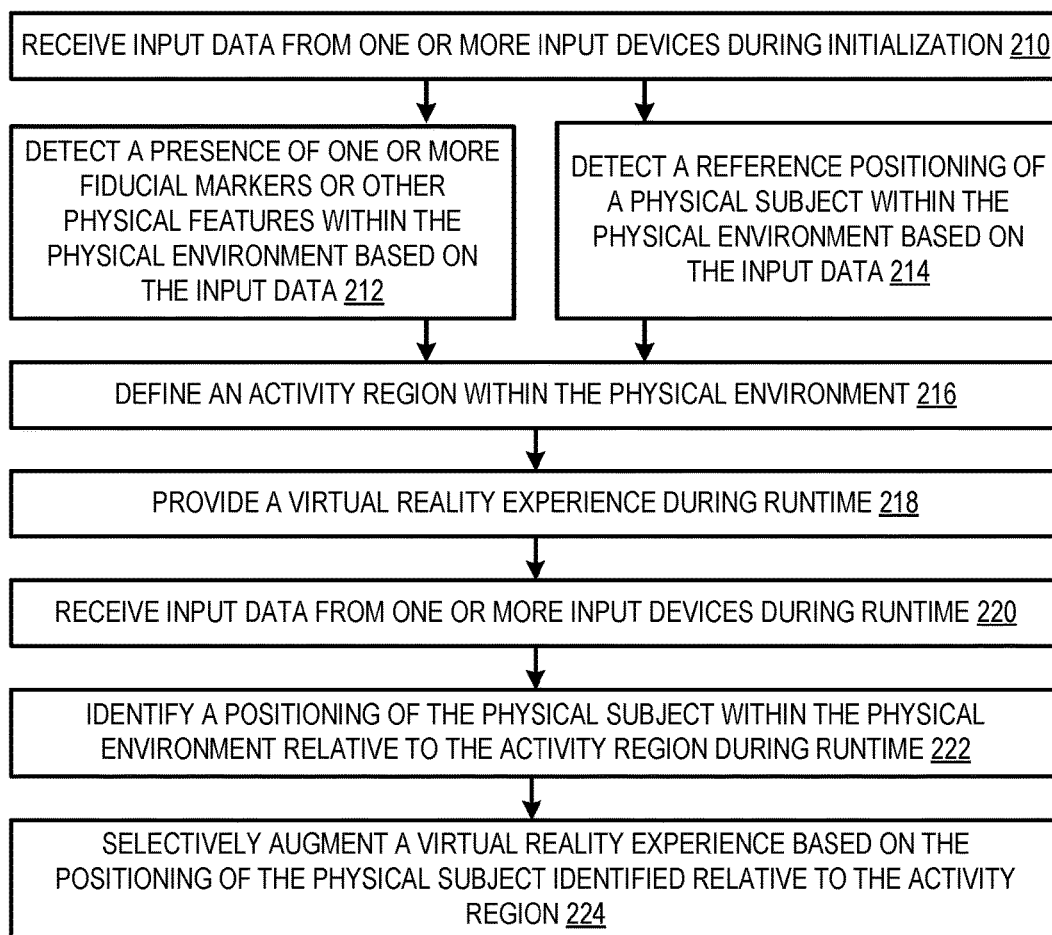 RECEIVE INPUT DATA FROM ONE OR MORE INPUT DEVICES DURING INITIALIZATION 210
DETECT A PRESENCE OF ONE OR MORE
FIDUCIAL MARKERS OR OTHER
PHYSICAL FEATURES WITHIN THE
PHYSICAL ENVIRONMENT BASED ON
THE INPUT DATA 212
DETECT A REFERENCE POSITIONING OF
A PHYSICAL SUBJECT WITHIN THE
PHYSICAL ENVIRONMENT BASED ON
THE INPUT DATA 214
DEFINE AN ACTIVITY REGION WITHIN THE PHYSICAL ENVIRONMENT 216
PROVIDE A VIRTUAL REALITY EXPERIENCE DURING RUNTIME 218
RECEIVE INPUT DATA FROM ONE OR MORE INPUT DEVICES DURING RUNTIME 220
IDENTIFY A POSITIONING OF THE PHYSICAL SUBJECT WITHIN THE PHYSICAL
ENVIRONMENT RELATIVE TO THE ACTIVITY REGION DURING RUNTIME 222
SELECTIVELY AUGMENT A VIRTUAL REALITY EXPERIENCE BASED ON THE
POSITIONING OF THE PHYSICAL SUBJECT IDENTIFIED RELATIVE TO THE ACTIVITY
REGION 224